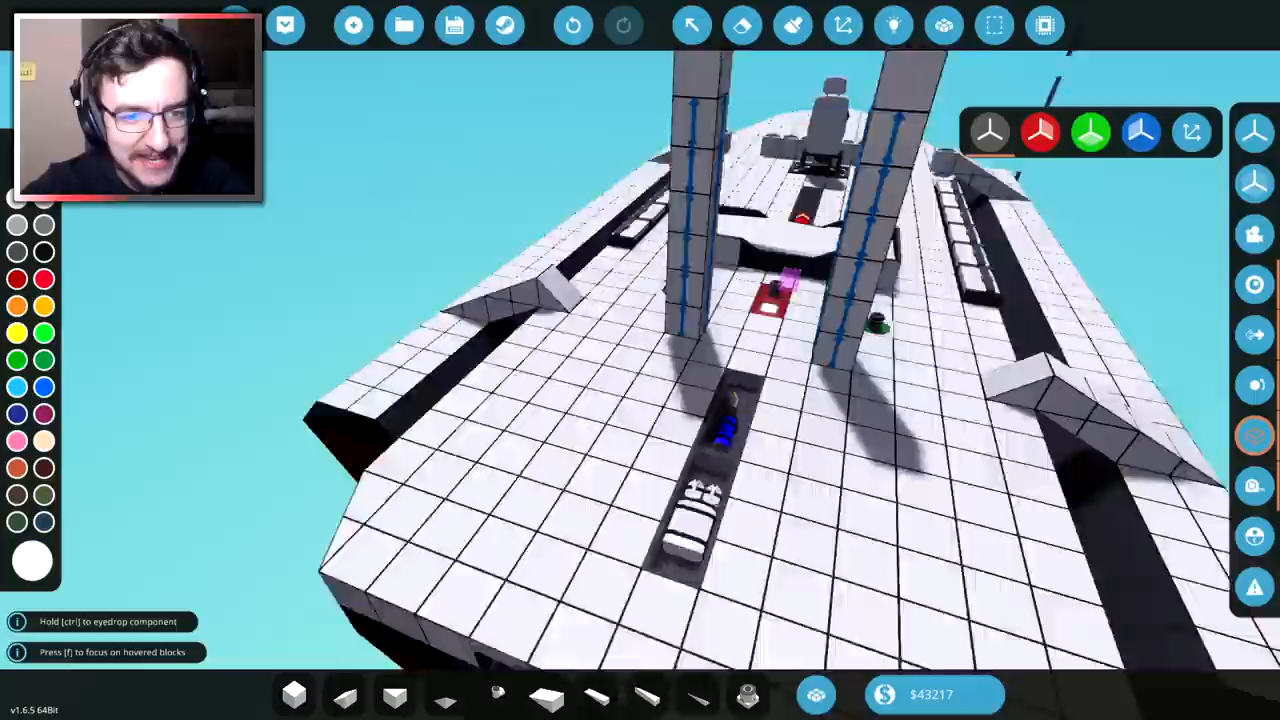 Hold [ctrl] to eyedrop component
Press [f] to focus on hovered blocks
$43217
v1.6.5 64Bit